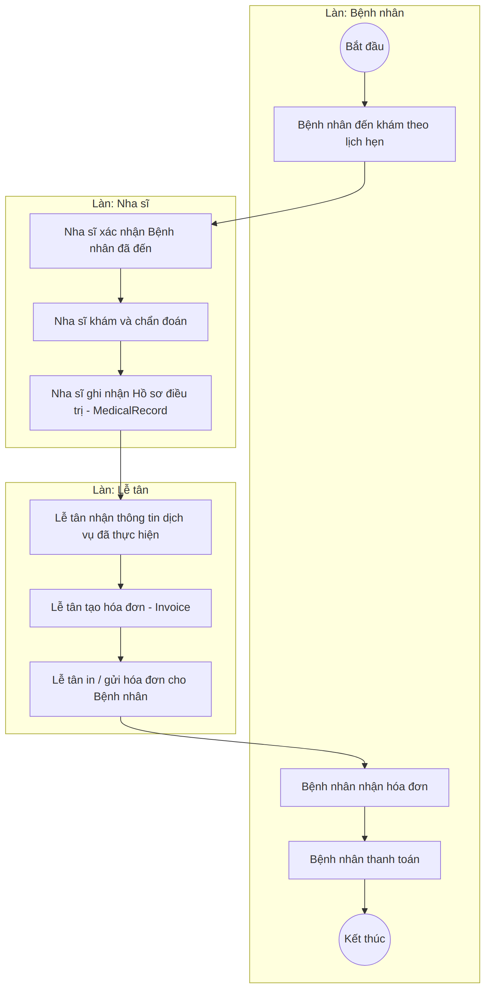 Làn: Bệnh nhân
Bắt đầu
Bệnh nhân đến khám theo
lịch hẹn
Làn: Nha sĩ
Nha sĩ xác nhận Bệnh
nhân đã đến
Nha sĩ khám và chẩn đoán
Nha sĩ ghi nhận Hồ sơ điều
trị - MedicalRecord
Làn: Lễ tân
Lễ tân nhận thông tin dịch
vụ đã thực hiện
Lễ tân tạo hóa đơn - Invoice
Lễ tân in / gửi hóa đơn cho
Bệnh nhân
Bệnh nhân nhận hóa đơn
Bệnh nhân thanh toán
Kết thúc